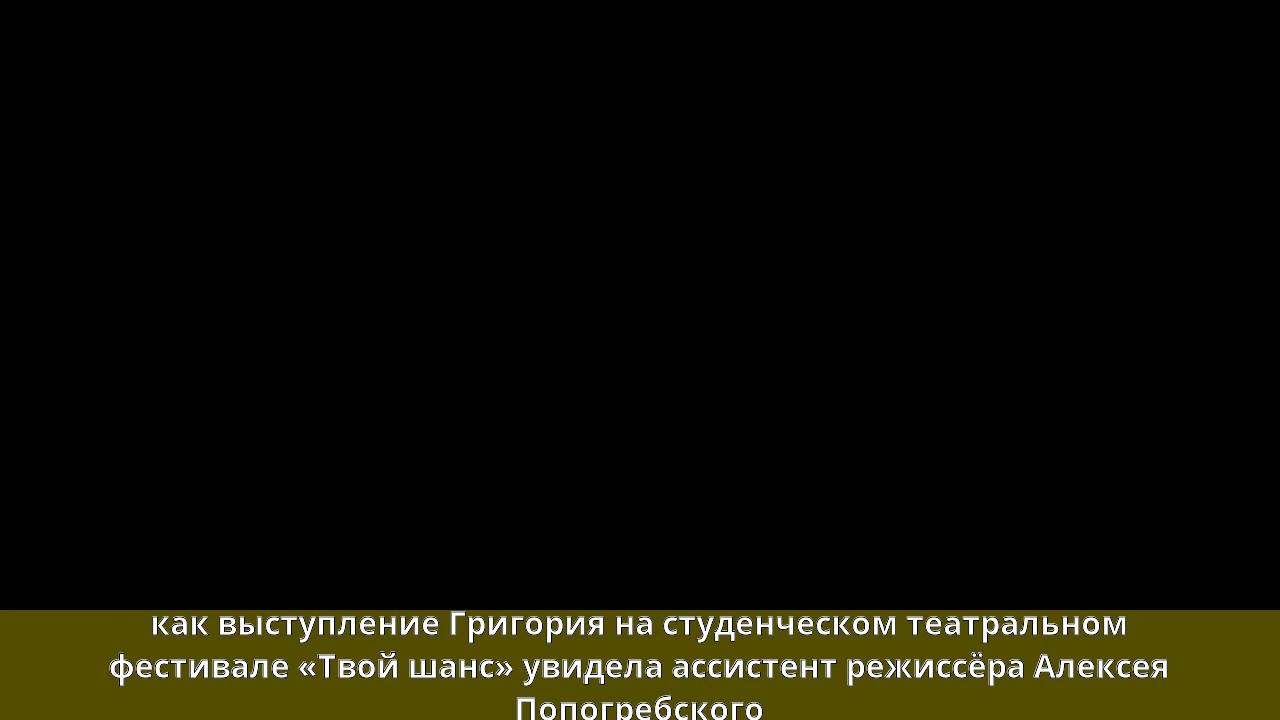 как выступление Григория на студенческом театральном
фестивале «Твой шанс» увидела ассистент режиссёра Алексея
Попогребского